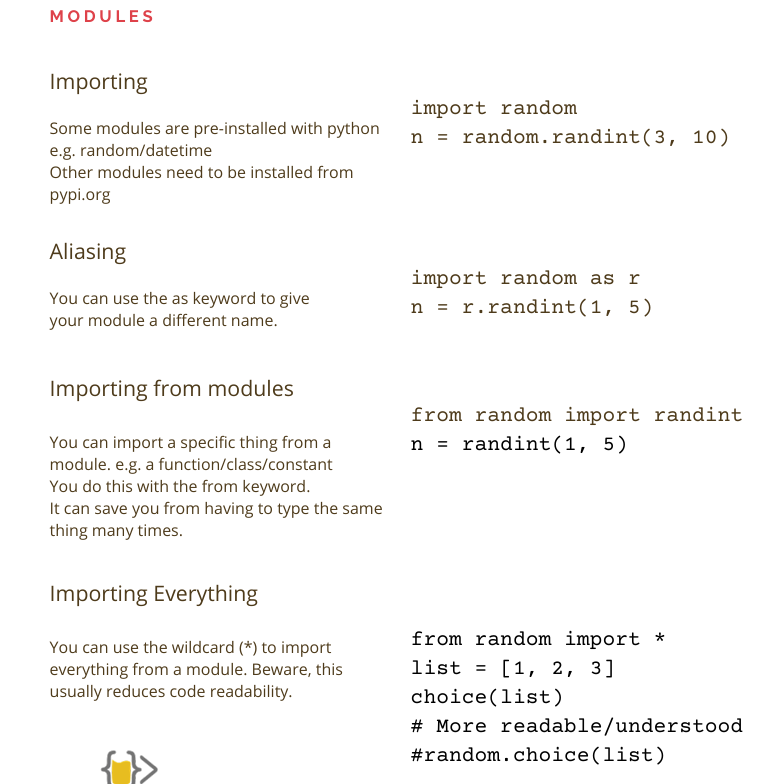 MODULES
Importing
Some modules are pre-installed with python
e.g. random/datetime
Other modules need to be installed from
pypi.org
import random
n = random.randint(3, 10)
Aliasing
You can use the as keyword to give
your module a different name.
import random as r
n = r.randint(1, 5)
Importing from modules
You can import a specific thing from a
module. e.g. a function/class/constant
You do this with the from keyword.
It can save you from having to type the same
thing many times.
from random import randint
n = randint(1, 5)
Importing Everything
You can use the wildcard (*) to import
everything from a module. Beware, this
usually reduces code readability.
from random import *
list = [1, 2, 3]
choice(list)
# More readable/understood
#random.choice(list)